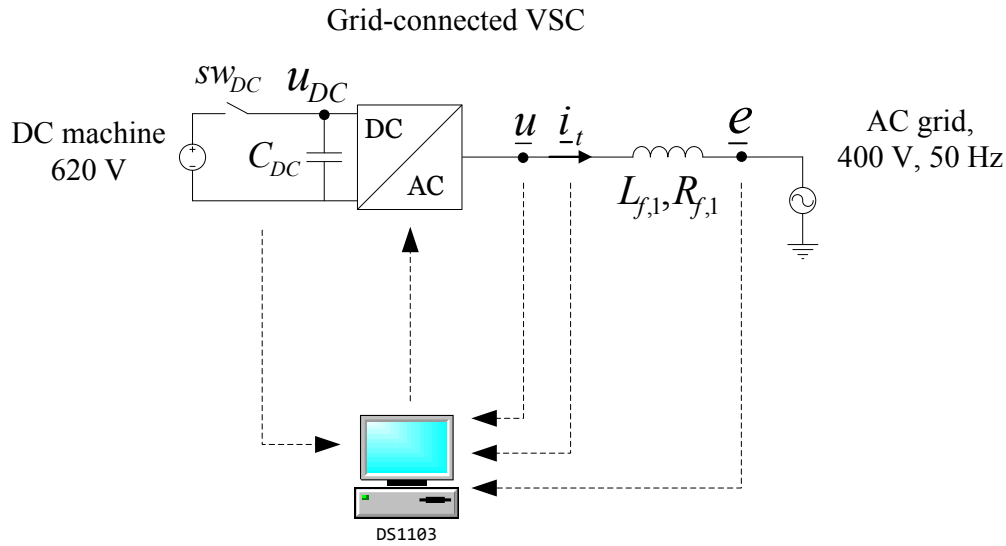 Grid-connected VSC
sw_DC
u_DC
DC machine
620 V
C_DC
DC
AC
u
i_t
e
L_f,1, R_f,1
AC grid,
400 V, 50 Hz
DS1103